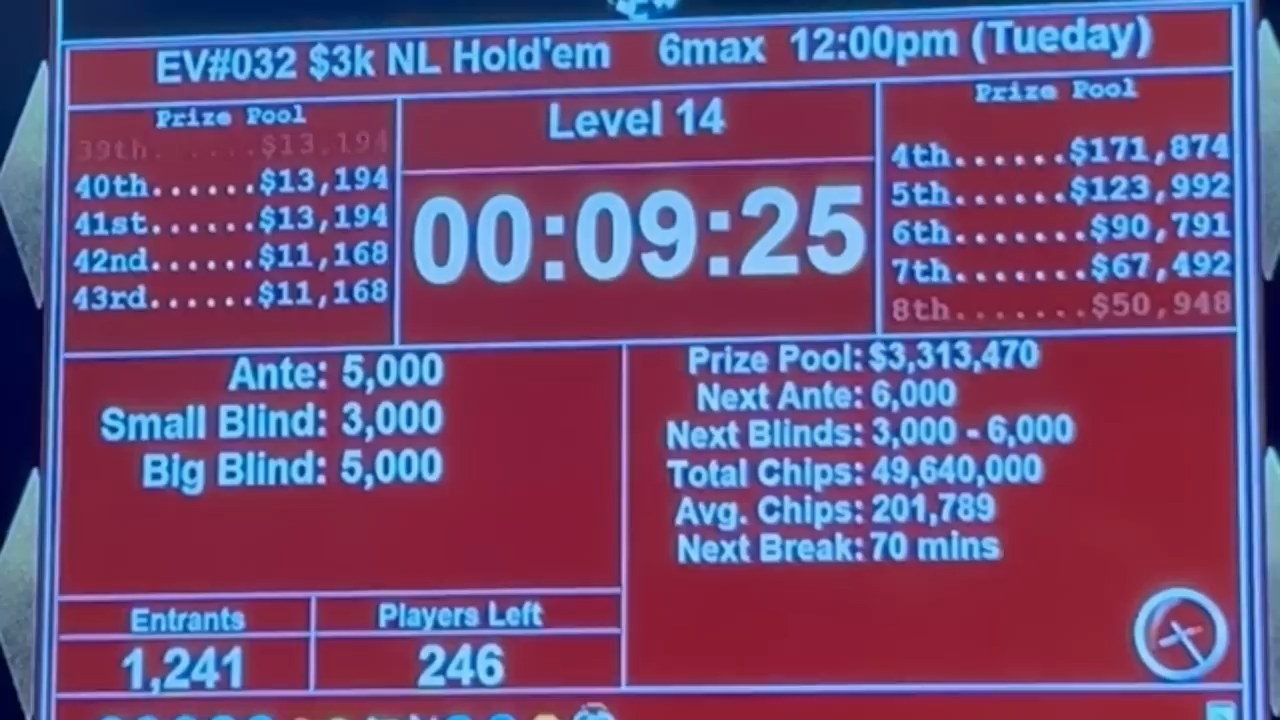 EV#032 $3k NL Hold'em 6max 12:00pm (Tueday)
Prize Pool
39th.......$13,194
40th......$13,194
41st......$13,194
42nd......$11,168
43rd......$11,168
Level 14
00:09:25
Prize Pool
4th......$171,874
5th......$123,992
6th.......$90,791
7th.......$67,492
8th.......$50,948
Ante: 5,000
Small Blind: 3,000
Big Blind: 5,000
Prize Pool: $3,313,470
Next Ante: 6,000
Next Blinds: 3,000 - 6,000
Total Chips: 49,640,000
Avg. Chips: 201,789
Next Break: 70 mins
Entrants
1,241
Players Left
246